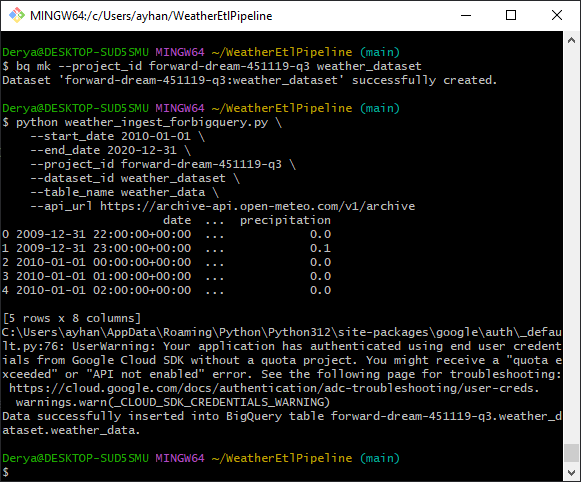 MINGW64:/c/Users/ayhan/WeatherEtlPipeline
Derya@DESKTOP-SUD5SMU MINGW64 ~/WeatherEtlPipeline (main)
$ bq mk --project_id forward-dream-451119-q3 weather_dataset
Dataset 'forward-dream-451119-q3:weather_dataset' successfully created.
Derya@DESKTOP-SUD5SMU MINGW64 ~/WeatherEtlPipeline (main)
$ python weather_ingest_forbigquery.py \
    --start_date 2010-01-01 \
    --end_date 2020-12-31 \
    --project_id forward-dream-451119-q3 \
    --dataset_id weather_dataset \
    --table_name weather_data \
    --api_url https://archive-api.open-meteo.com/v1/archive
                       date  ...  precipitation
0 2009-12-31 22:00:00+00:00  ...            0.0
1 2009-12-31 23:00:00+00:00  ...            0.1
2 2010-01-01 00:00:00+00:00  ...            0.0
3 2010-01-01 01:00:00+00:00  ...            0.0
4 2010-01-01 02:00:00+00:00  ...            0.0
[5 rows x 8 columns]
C:\Users\ayhan\AppData\Roaming\Python\Python312\site-packages\google\auth\_defau
lt.py:76: UserWarning: Your application has authenticated using end user credent
ials from Google Cloud SDK without a quota project. You might receive a "quota e
xceeded" or "API not enabled" error. See the following page for troubleshooting:
 https://cloud.google.com/docs/authentication/adc-troubleshooting/user-creds.
  warnings.warn(_CLOUD_SDK_CREDENTIALS_WARNING)
Data successfully inserted into BigQuery table forward-dream-451119-q3.weather_d
ataset.weather_data.
Derya@DESKTOP-SUD5SMU MINGW64 ~/WeatherEtlPipeline (main)
$